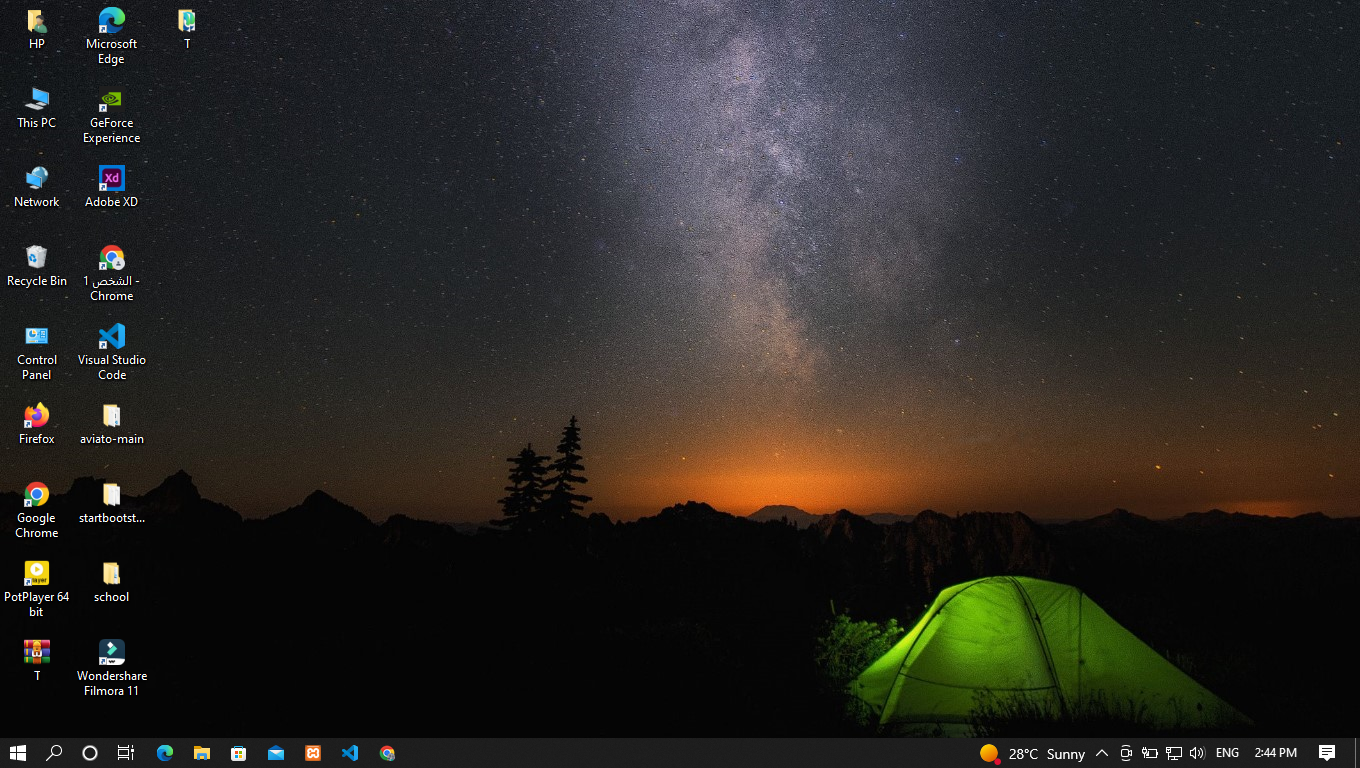 HP
Microsoft
Edge
T
This PC
GeForce
Experience
Network
Xd
Adobe XD
Recycle Bin
الشخص 1 -
Chrome
Control
Panel
Visual Studio
Code
Firefox
aviato-main
Google
Chrome
startbootst...
PotPlayer 64
bit
school
T
Wondershare
Filmora 11
28°C Sunny
ENG
2:44 PM